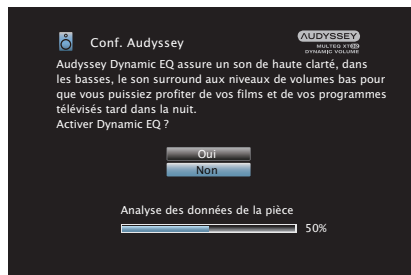 Conf. Audyssey
AUDYSSEY
MULTEQ XT32
DYNAMIC VOLUME
Audyssey Dynamic EQ assure un son de haute clarté, dans
les basses, le son surround aux niveaux de volumes bas pour
que vous puissiez profiter de vos films et de vos programmes
télévisés tard dans la nuit.
Activer Dynamic EQ ?
Oui
Non
Analyse des données de la pièce
50%